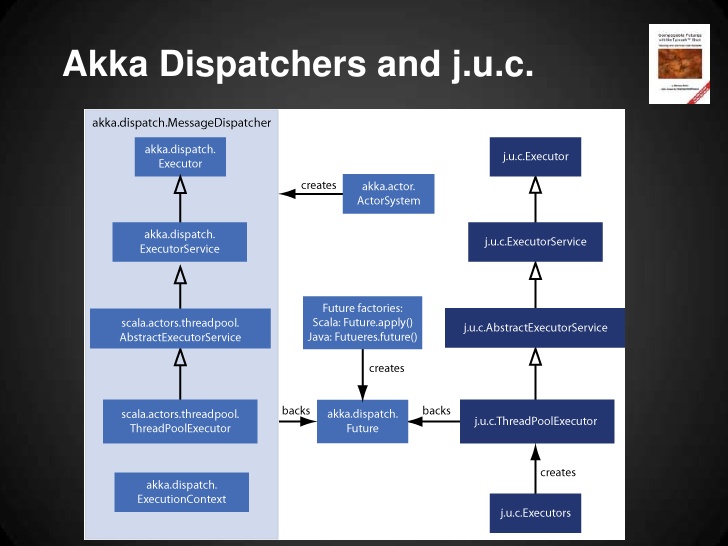 Akka Dispatchers and j.u.c.
akka.dispatch.MessageDispatcher
akka.dispatch.
Executor
akka.dispatch.
ExecutorService
scala.actors.threadpool.
AbstractExecutorService
scala.actors.threadpool.
ThreadPoolExecutor
akka.dispatch.
ExecutionContext
creates
akka.actor.
ActorSystem
Future factories:
Scala: Future.apply()
Java: Futueres.future()
creates
backs
akka.dispatch.
Future
backs
j.u.c.Executor
j.u.c.ExecutorService
j.u.c.AbstractExecutorService
j.u.c.ThreadPoolExecutor
creates
j.u.c.Executors